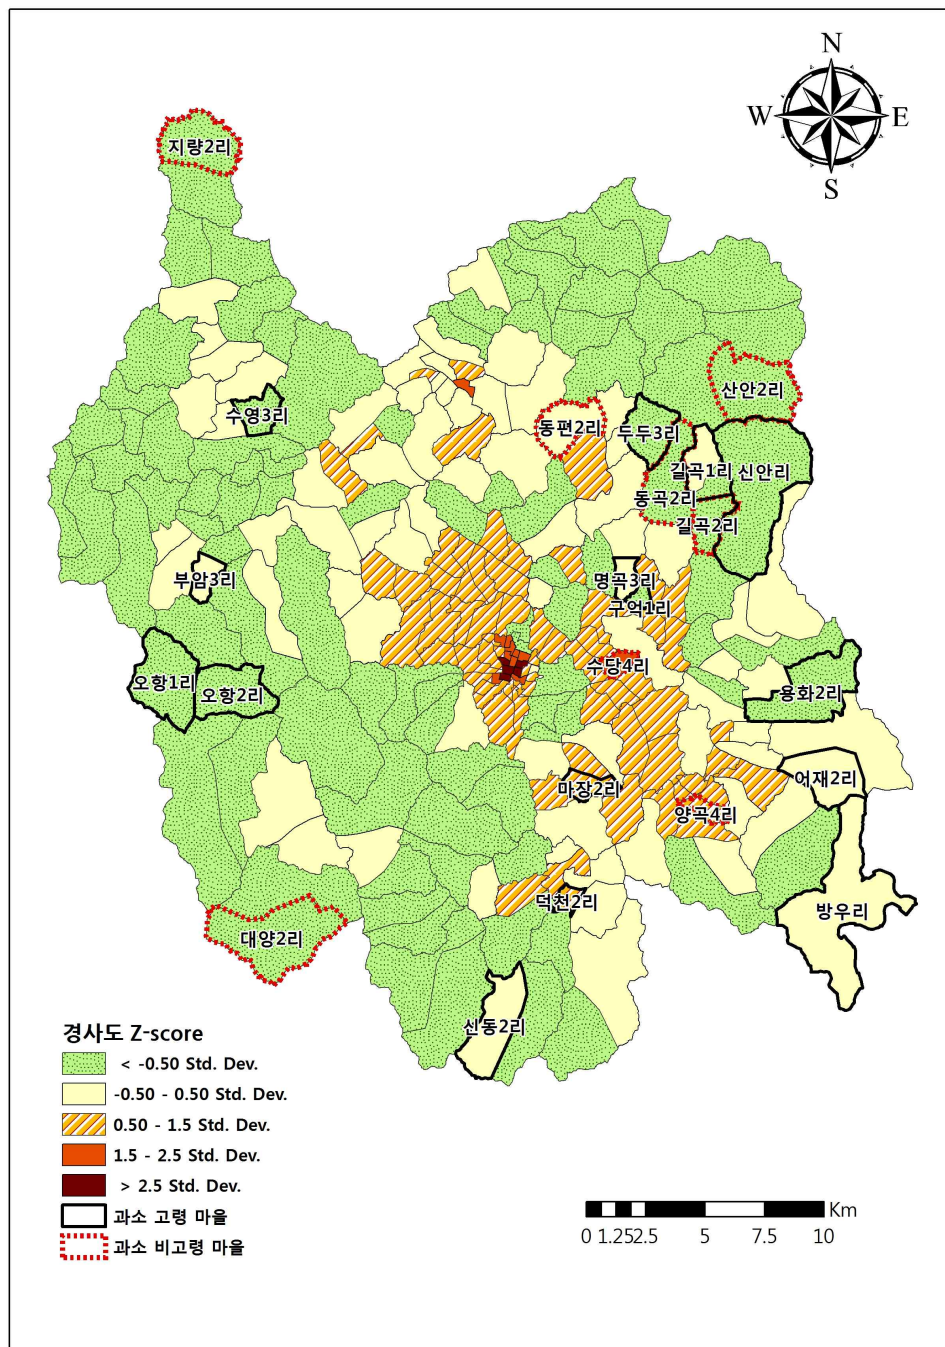 N
W
E
S
지량2리
산안2리
수영3리
동편2리
두두3리
길곡1리
신안리
동곡2리
길곡2리
부암3리
명곡3리
구억1리
수당4리
오항1리
오항2리
용화2리
마장2리
어재2리
양곡4리
덕천2리
방우리
대양2리
신동2리
경사도 Z-score
< -0.50 Std. Dev.
-0.50 - 0.50 Std. Dev.
0.50 - 1.5 Std. Dev.
1.5 - 2.5 Std. Dev.
> 2.5 Std. Dev.
과소 고령 마을
과소 비고령 마을
Km
0 1.252.5 5 7.5 10